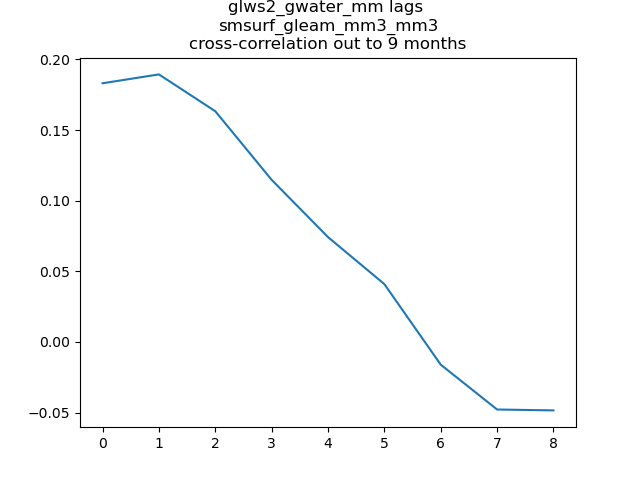 glws2_gwater_mm lags
smsurf_gleam_mm3_mm3
cross-correlation out to 9 months
0.20
0.15
0.10
0.05
0.00
−0.05
0 1 2 3 4 5 6 7 8